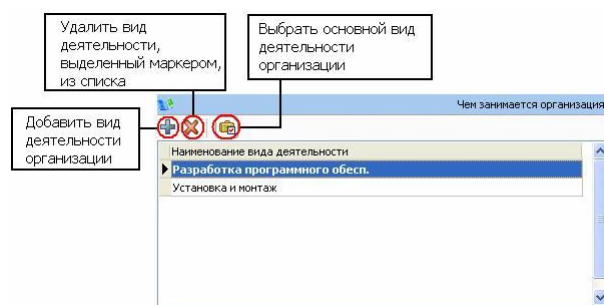 Удалить вид
деятельности,
выделенный маркером,
из списка
Выбрать основной вид
деятельности
организации
Добавить вид
деятельности
организации
Чем занимается организация
Наименование вида деятельности
Разработка программного обесп.
Установка и монтаж